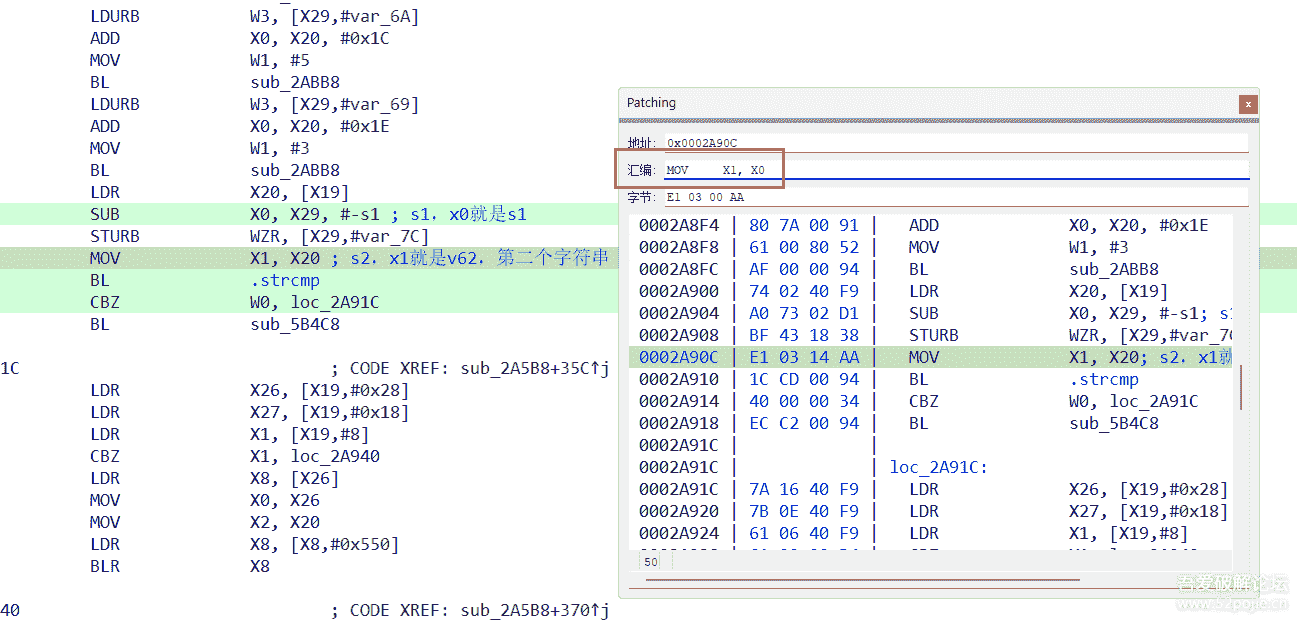 LDURB W3, [X29,#var_6A]
ADD X0, X20, #0x1C
MOV W1, #5
BL sub_2ABB8
LDURB W3, [X29,#var_69]
ADD X0, X20, #0x1E
MOV W1, #3
BL sub_2ABB8
LDR X20, [X19]
SUB X0, X29, #-s1 ; s1. x0就是s1
STURB WZR, [X29,#var_7C]
MOV X1, X20 ; s2. x1就是v62. 第二个字符串
BL .strcmp
CBZ W0, loc_2A91C
BL sub_5B4C8
1C ; CODE XREF: sub_2A5B8+35C↑j
LDR X26, [X19,#0x28]
LDR X27, [X19,#0x18]
LDR X1, [X19,#8]
CBZ X1, loc_2A940
LDR X8, [X26]
MOV X0, X26
MOV X2, X20
LDR X8, [X8,#0x550]
BLR X8
40 ; CODE XREF: sub_2A5B8+370↑j
Patching
x
地址: 0x0002A90C
汇编: MOV X1, X0
字节: E1 03 00 AA
0002A8F4 | 80 7A 00 91 | ADD X0, X20, #0x1E
0002A8F8 | 61 00 80 52 | MOV W1, #3
0002A8FC | AF 00 00 94 | BL sub_2ABB8
0002A900 | 74 02 40 F9 | LDR X20, [X19]
0002A904 | A0 73 02 D1 | SUB X0, X29, #-s1; s
0002A908 | BF 43 18 38 | STURB WZR, [X29,#var_7
0002A90C | E1 03 14 AA | MOV X1, X20; s2. x1就
0002A910 | 1C CD 00 94 | BL .strcmp
0002A914 | 40 00 00 34 | CBZ W0, loc_2A91C
0002A918 | EC C2 00 94 | BL sub_5B4C8
0002A91C | |
0002A91C | | loc_2A91C:
0002A91C | 7A 16 40 F9 | LDR X26, [X19,#0x28]
0002A920 | 7B 0E 40 F9 | LDR X27, [X19,#0x18]
0002A924 | 61 06 40 F9 | LDR X1, [X19,#8]
50
吾爱破解论坛
www.52pojie.cn